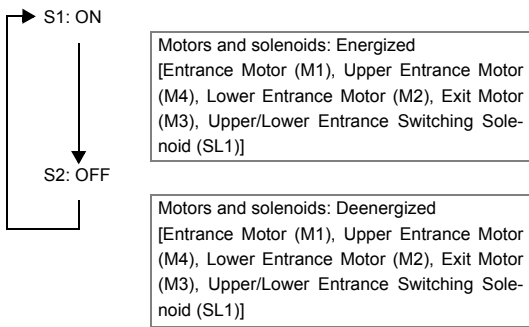 S1: ON
Motors and solenoids: Energized
[Entrance Motor (M1), Upper Entrance Motor
(M4), Lower Entrance Motor (M2), Exit Motor
(M3), Upper/Lower Entrance Switching Sole-
noid (SL1)]
S2: OFF
Motors and solenoids: Deenergized
[Entrance Motor (M1), Upper Entrance Motor
(M4), Lower Entrance Motor (M2), Exit Motor
(M3), Upper/Lower Entrance Switching Sole-
noid (SL1)]